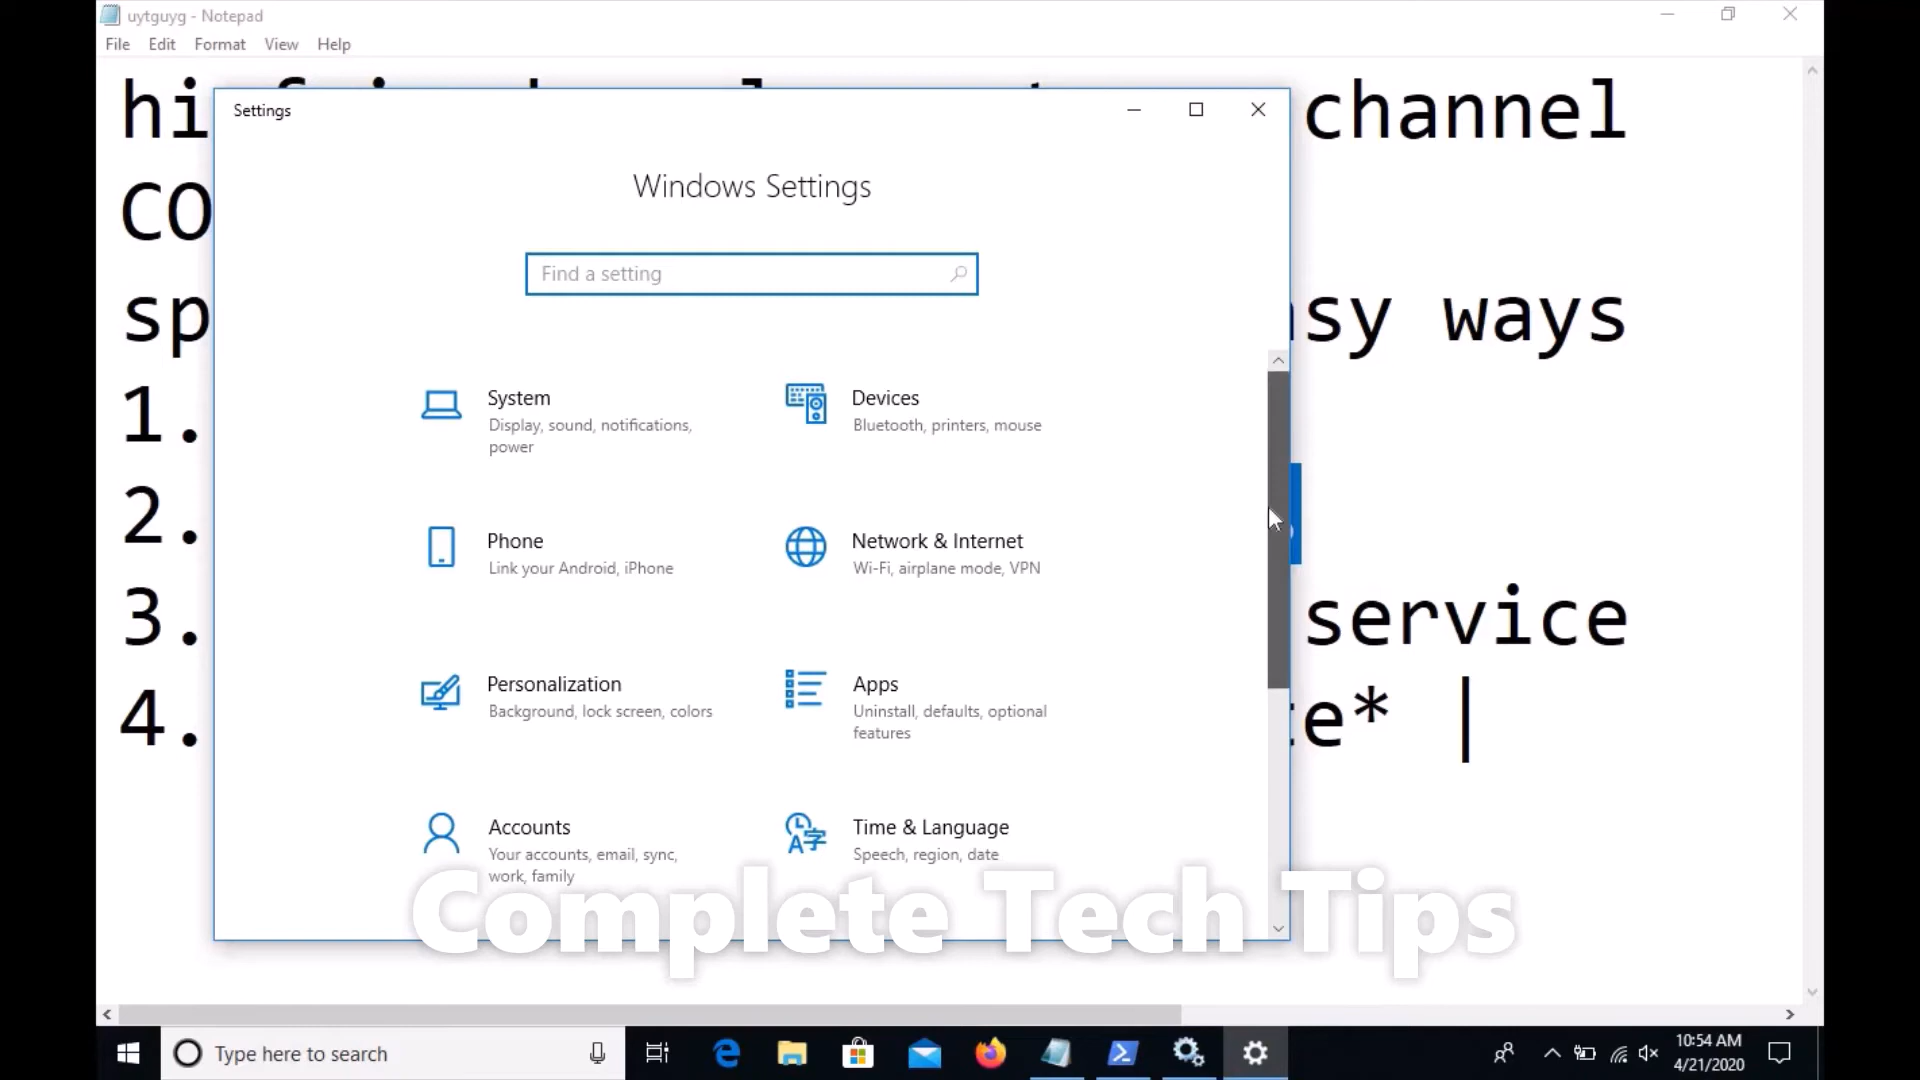 uytguyg - Notepad
File Edit Format View Help
hi channel
Settings
Windows Settings
CO
Find a setting
sp sy ways
System
Display, sound, notifications,
power
Devices
Bluetooth, printers, mouse
1.
2.
Phone
Link your Android, iPhone
Network & Internet
Wi-Fi, airplane mode, VPN
3. service
Personalization
Background, lock screen, colors
Apps
Uninstall, defaults, optional
features
4. e*
Accounts
Your accounts, email, sync,
work, family
Time & Language
Speech, region, date
Complete Tech Tips
Type here to search
10:54 AM
4/21/2020